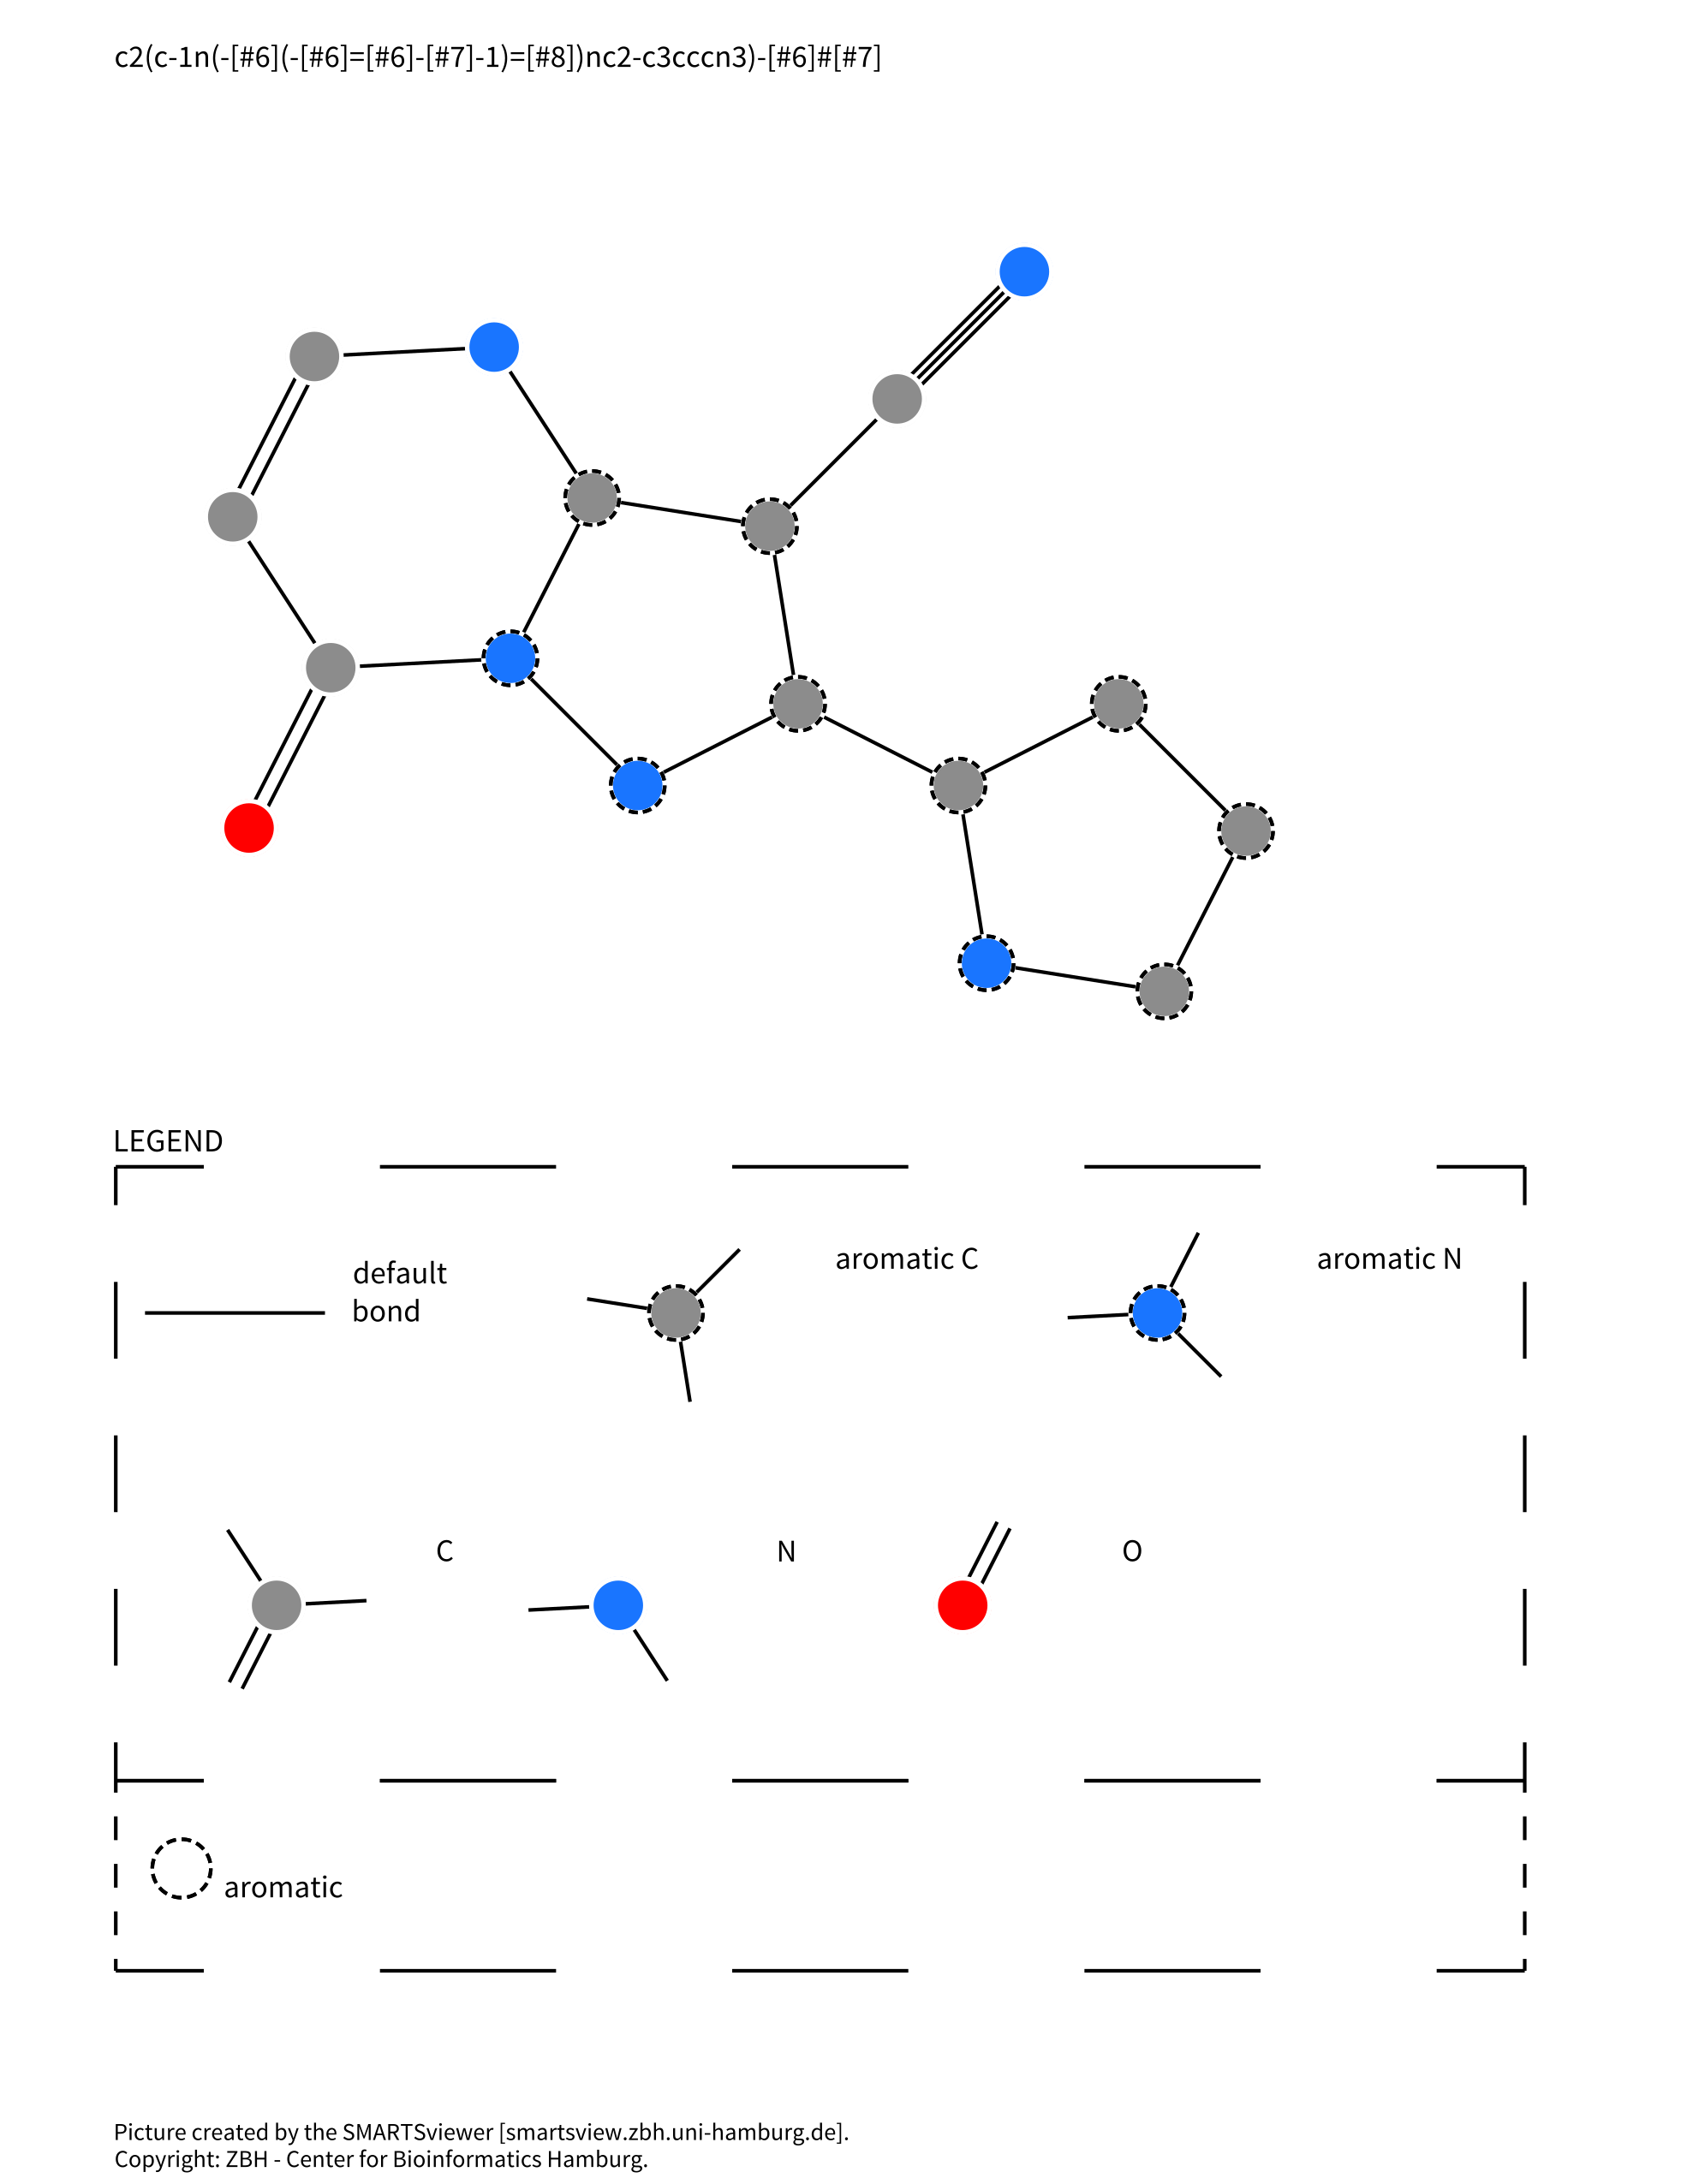 c2(c-1n(-[#6](-[#6]=[#6]-[#7]-1)=[#8])nc2-c3cccn3)-[#6]#[#7]
LEGEND
default
bond
aromatic C
aromatic N
C
N
O
aromatic
Picture created by the SMARTSviewer [smartsview.zbh.uni-hamburg.de].
Copyright: ZBH - Center for Bioinformatics Hamburg.